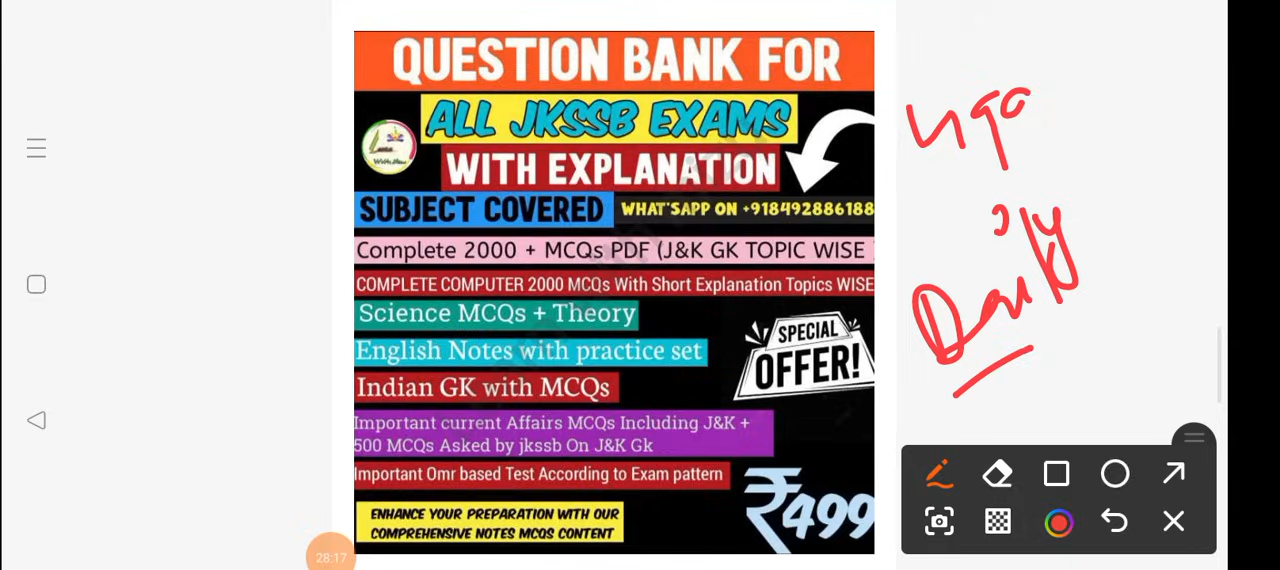 QUESTION BANK FOR
ALL JKSSB EXAMS
WITH EXPLANATION
SUBJECT COVERED
WHAT'SAPP ON +918492886188
Complete 2000 + MCQs PDF (J&K GK TOPIC WISE
COMPLETE COMPUTER 2000 MCQs With Short Explanation Topics WISE
Science MCQs + Theory
SPECIAL
English Notes with practice set
OFFER!
Indian GK with MCQs
Important current Affairs MCQs Including J&K +
500 MCQs Asked by jkssb On J&K Gk
Important Omr based Test According to Exam pattern
₹499
ENHANCE YOUR PREPARATION WITH OUR
COMPREHENSIVE NOTES MCQS CONTENT
Daily
28:17